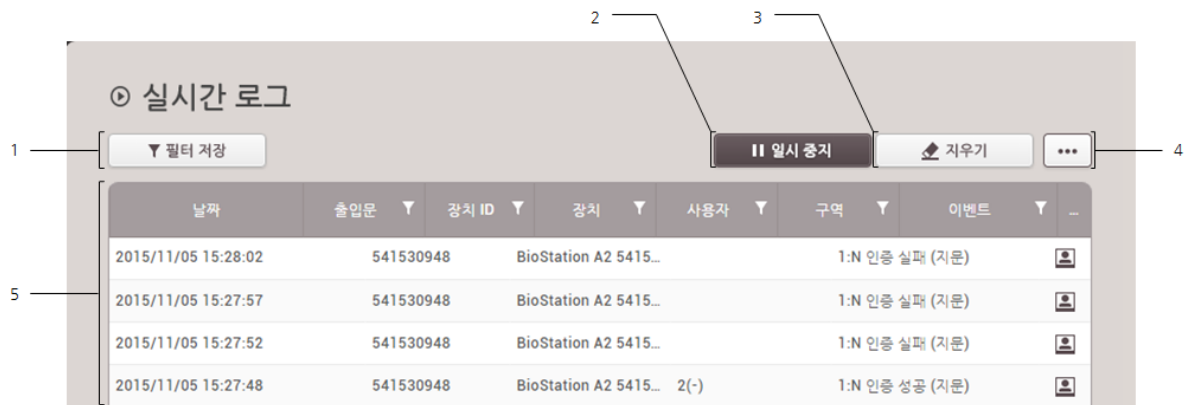 2 3
실시간 로그
1 필터 저장 일시 중지 지우기 ••• 4
날짜 출입문 장치 ID 장치 사용자 구역 이벤트 ...
2015/11/05 15:28:02 541530948 BioStation A2 5415... 1:N 인증 실패 (지문)
5 2015/11/05 15:27:57 541530948 BioStation A2 5415... 1:N 인증 실패 (지문)
2015/11/05 15:27:52 541530948 BioStation A2 5415... 1:N 인증 실패 (지문)
2015/11/05 15:27:48 541530948 BioStation A2 5415... 2(-) 1:N 인증 성공 (지문)